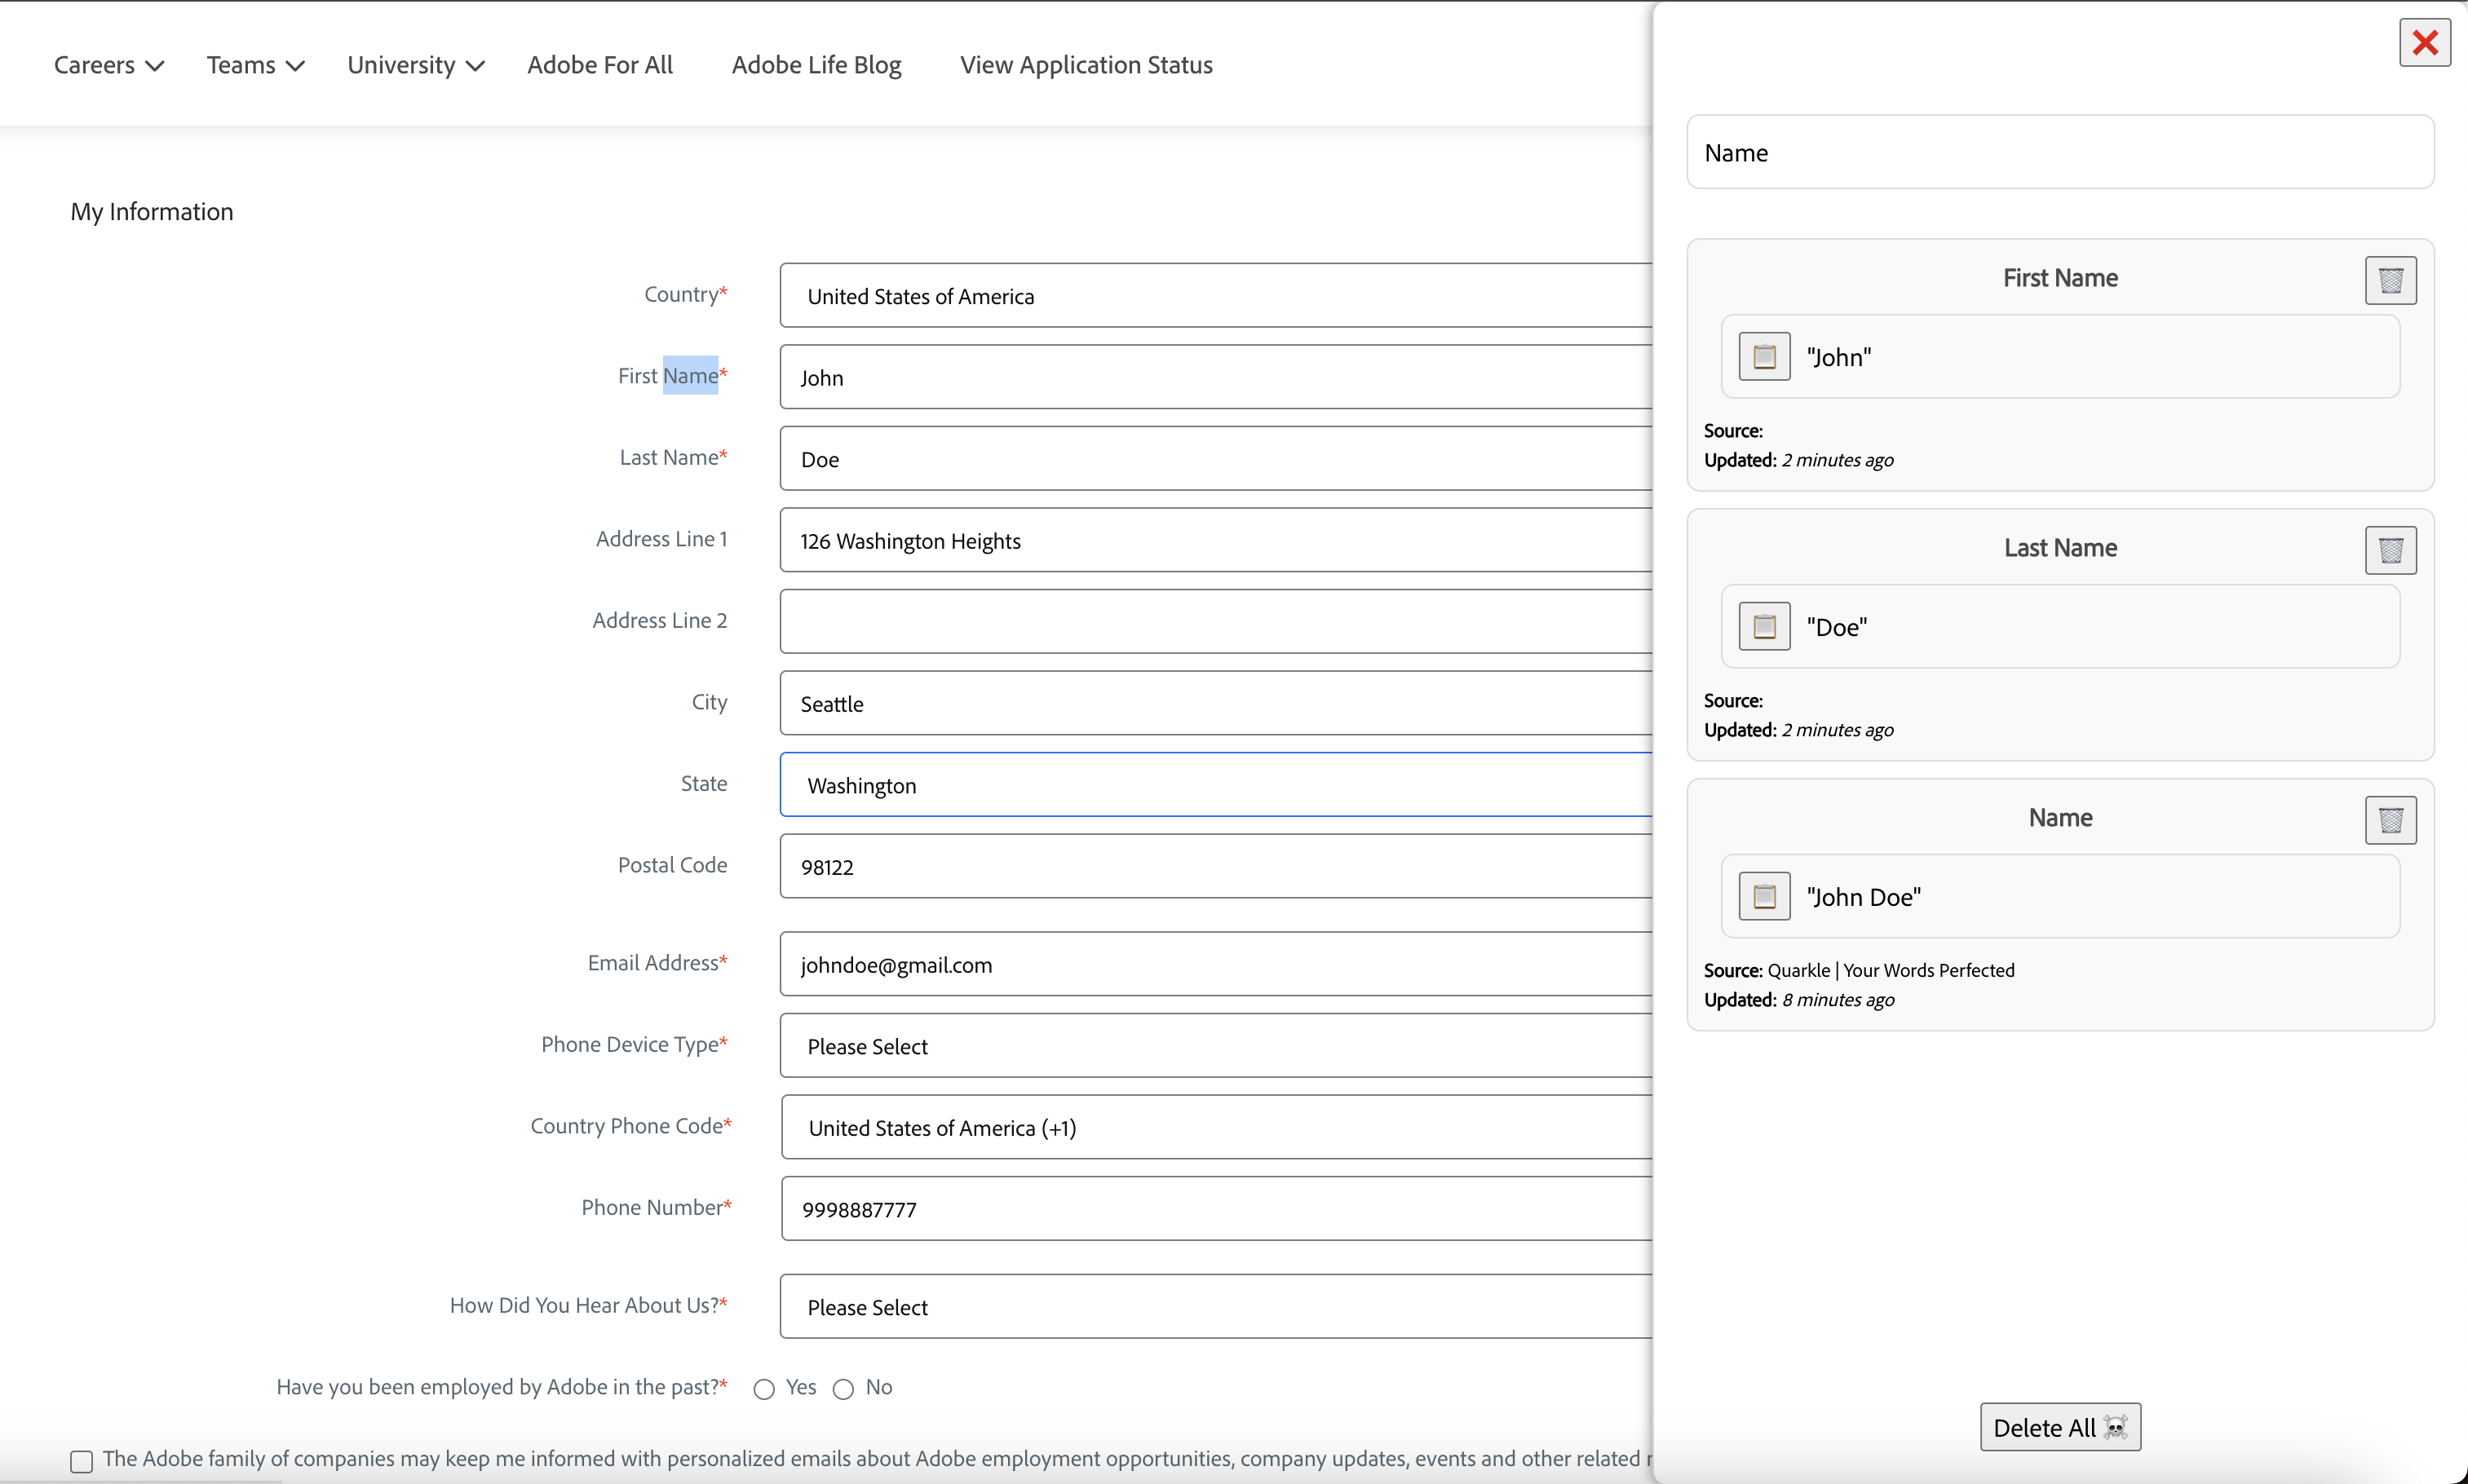 Careers Teams University Adobe For All Adobe Life Blog View Application Status
My Information
Country* United States of America
First Name* John
Last Name* Doe
Address Line 1 126 Washington Heights
Address Line 2
City Seattle
State Washington
Postal Code 98122
Email Address* johndoe@gmail.com
Phone Device Type* Please Select
Country Phone Code* United States of America (+1)
Phone Number* 9998887777
How Did You Hear About Us?* Please Select
Have you been employed by Adobe in the past?* Yes No
The Adobe family of companies may keep me informed with personalized emails about Adobe employment opportunities, company updates, events and other related
Name
First Name
"John"
Source:
Updated: 2 minutes ago
Last Name
"Doe"
Source:
Updated: 2 minutes ago
Name
"John Doe"
Source: Quarkle | Your Words Perfected
Updated: 8 minutes ago
Delete All ☠️